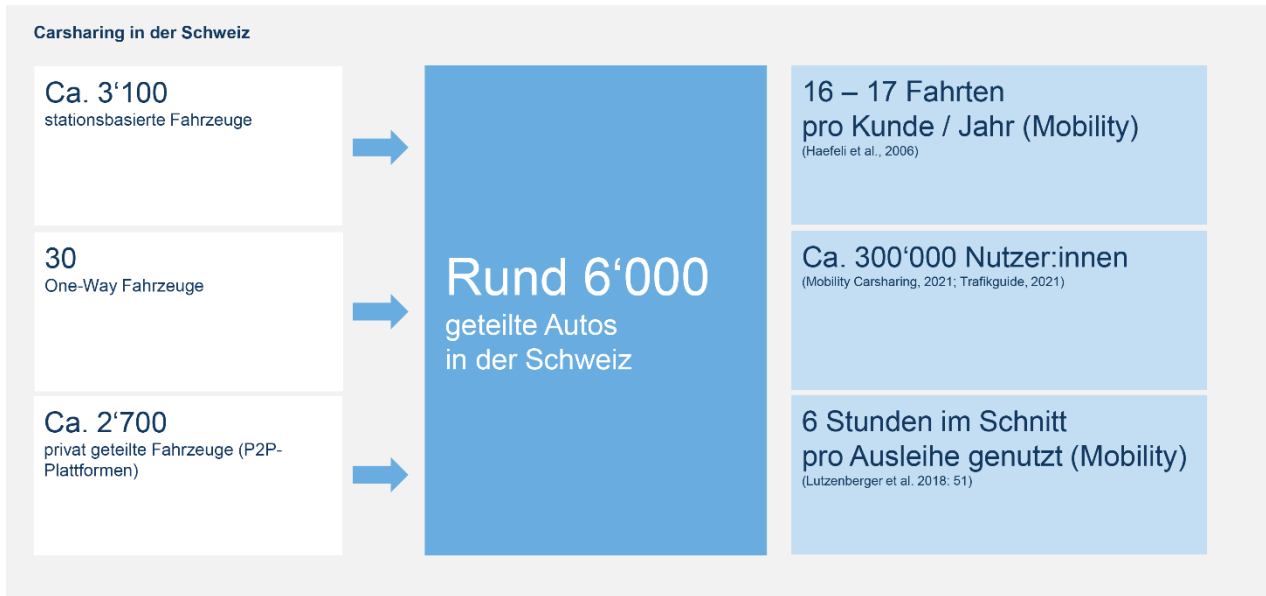 Carsharing in der Schweiz
Ca. 3‘100
stationsbasierte Fahrzeuge
30
One-Way Fahrzeuge
Ca. 2‘700
privat geteilte Fahrzeuge (P2P-
Plattformen)
Rund 6‘000
geteilte Autos
in der Schweiz
16 – 17 Fahrten
pro Kunde / Jahr (Mobility)
(Haefeli et al., 2006)
Ca. 300‘000 Nutzer:innen
(Mobility Carsharing, 2021; Trafikguide, 2021)
6 Stunden im Schnitt
pro Ausleihe genutzt (Mobility)
(Lutzenberger et al. 2018: 51)